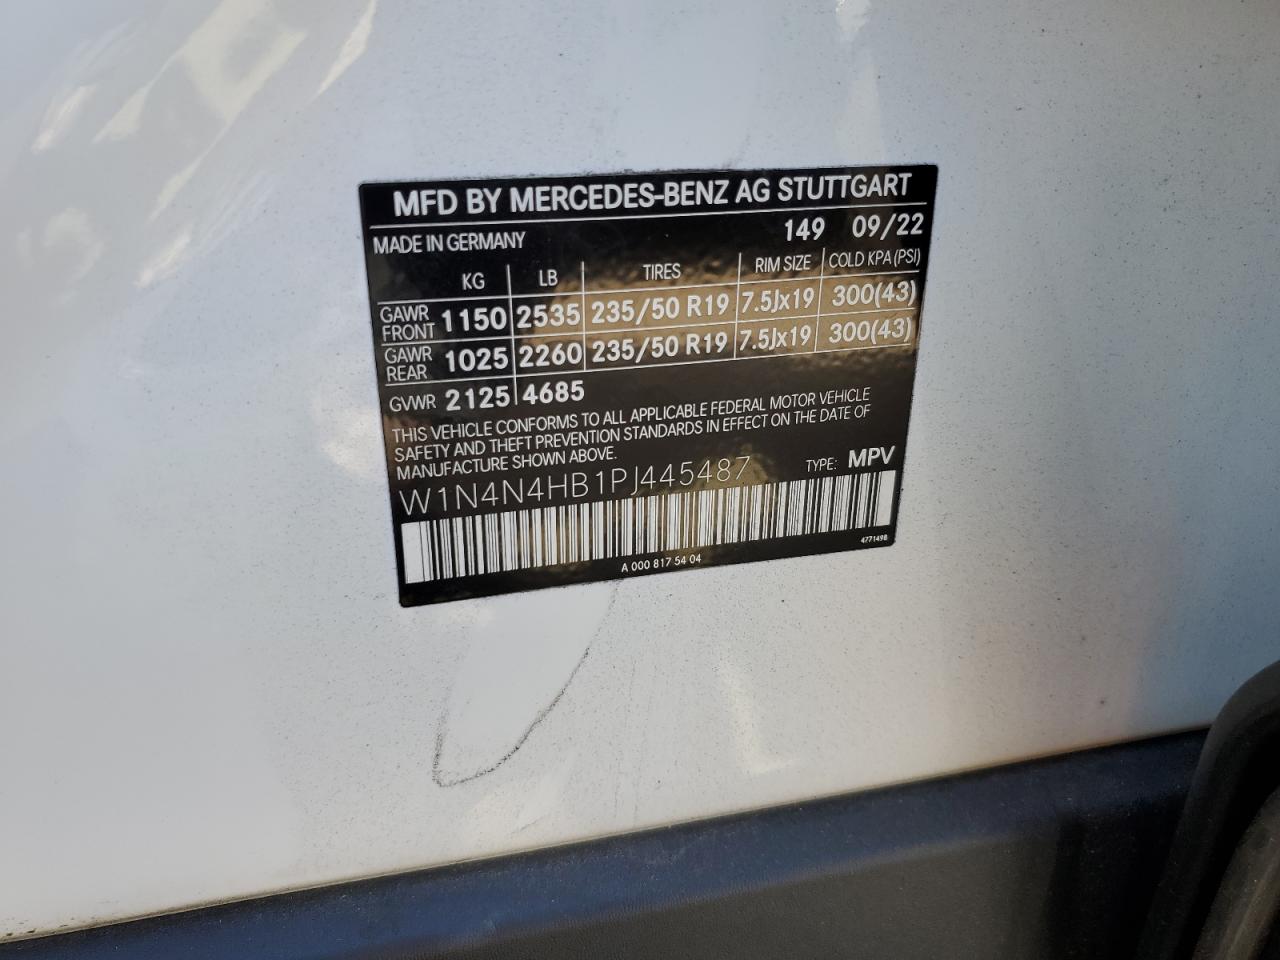 MFD BY MERCEDES-BENZ AG STUTTGART
MADE IN GERMANY 149 09/22
KG LB TIRES RIM SIZE COLD KPA (PSI)
GAWR FRONT 1150 2535 235/50 R19 7.5Jx19 300(43)
GAWR REAR 1025 2260 235/50 R19 7.5Jx19 300(43)
GVWR 2125 4685
THIS VEHICLE CONFORMS TO ALL APPLICABLE FEDERAL MOTOR VEHICLE
SAFETY AND THEFT PREVENTION STANDARDS IN EFFECT ON THE DATE OF
MANUFACTURE SHOWN ABOVE.
W1N4N4HB1PJ445487 TYPE: MPV
A 000 817 54 04 4771498